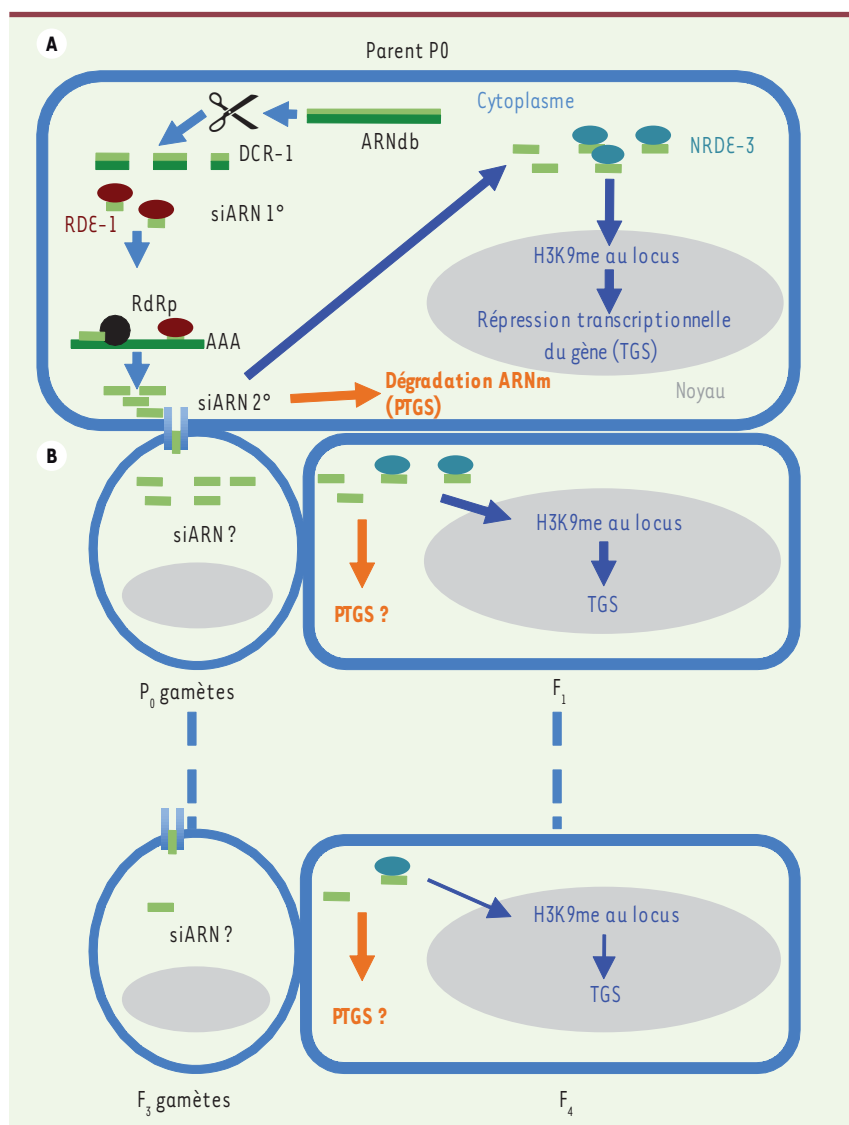 A
Parent P0
Cytoplasme
DCR-1
ARNdb
NRDE-3
RDE-1
siARN 1°
H3K9me au locus
RdRp
Répression transcriptionnelle
du gène (TGS)
AAA
siARN 2°
Dégradation ARNm
(PTGS)
Noyau
B
siARN ?
H3K9me au locus
TGS
PTGS ?
P0 gamètes
F1
siARN ?
H3K9me au locus
TGS
PTGS ?
F3 gamètes
F4